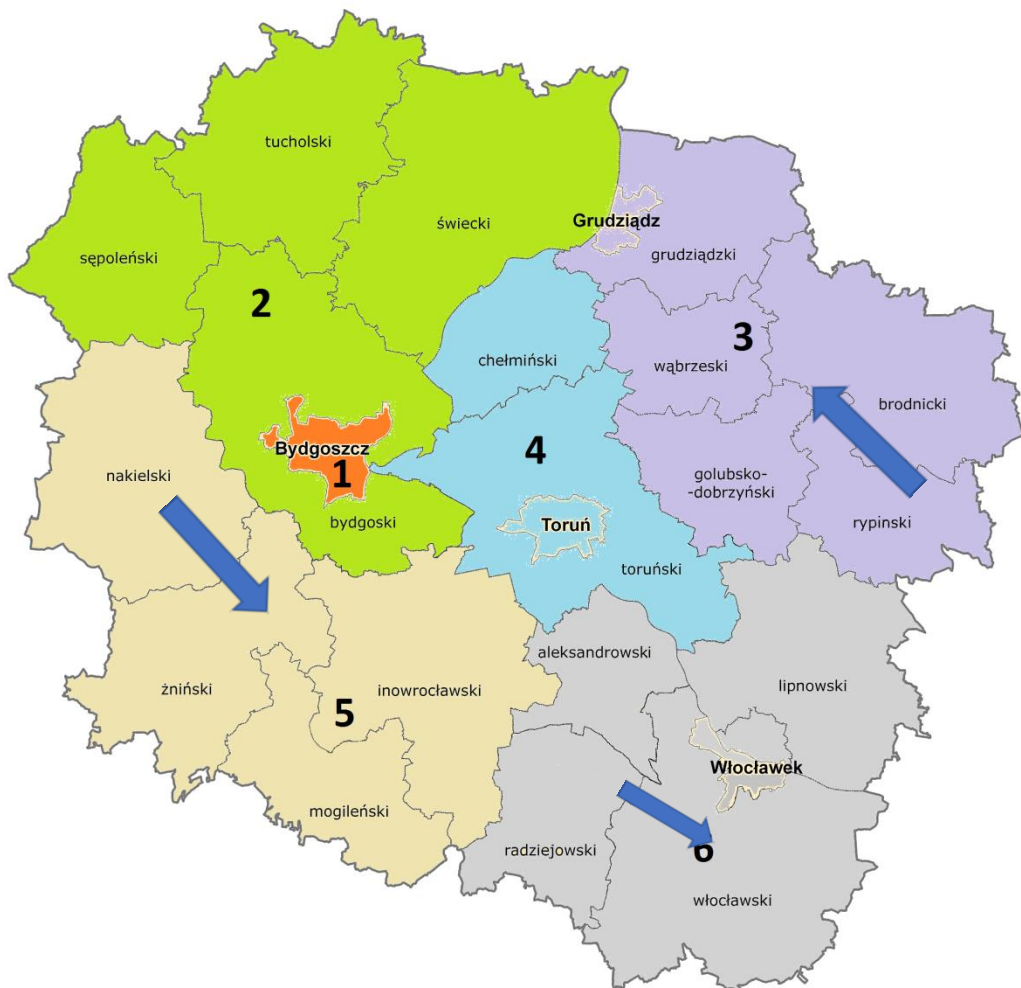 tucholski
świecki
Grudziądz
grudziądzki
sępoleński
2
3
chełmiński
wąbrzeski
brodnicki
Bydgoszcz
1
4
nakielski
golubsko-
-dobrzyński
bydgoski
Toruń
rypinski
toruński
aleksandrowski
żniński
inowrocławski
lipnowski
5
Włocławek
mogileński
radziejowski
6
włocławski